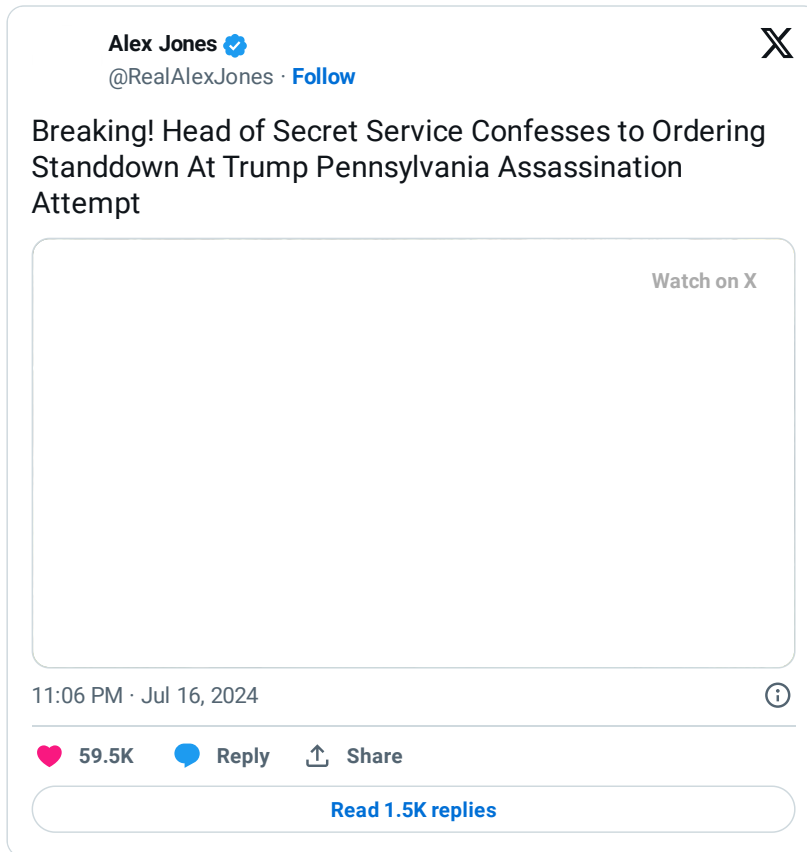 Alex Jones
@RealAlexJones · Follow
Breaking! Head of Secret Service Confesses to Ordering
Standdown At Trump Pennsylvania Assassination
Attempt
Watch on X
11:06 PM · Jul 16, 2024
59.5K Reply Share
Read 1.5K replies